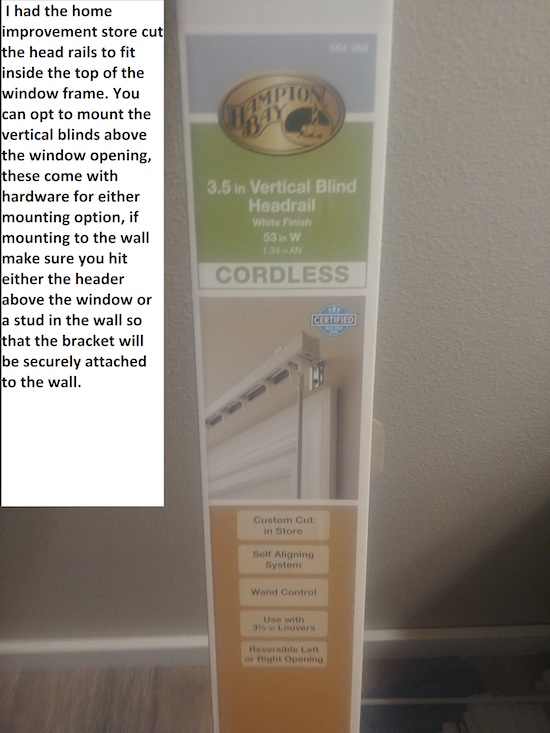 I had the home
improvement store cut
the head rails to fit
inside the top of the
window frame. You
can opt to mount the
vertical blinds above
the window opening,
these come with
hardware for either
mounting option, if
mounting to the wall
make sure you hit
either the header
above the window or
a stud in the wall so
that the bracket will
be securely attached
to the wall.
HAMPTON
BAY
3.5 in Vertical Blind
Headrail
White Finish
53 in W
CORDLESS
CERTIFIED
Custom Cut
in Store
Self Aligning
System
Wand Control
Use with
3½ in Louvers
Reversible Left
or Right Opening